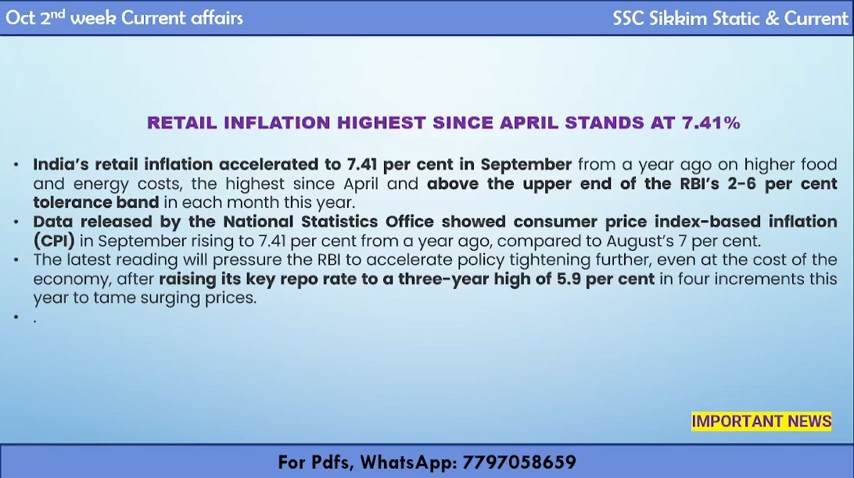 Oct 2nd week Current affairs
SSC Sikkim Static & Current
RETAIL INFLATION HIGHEST SINCE APRIL STANDS AT 7.41%
• India's retail inflation accelerated to 7.41 per cent in September from a year ago on higher food
and energy costs, the highest since April and above the upper end of the RBI's 2-6 per cent
tolerance band in each month this year.
• Data released by the National Statistics Office showed consumer price index-based inflation
(CPI) in September rising to 7.41 per cent from a year ago, compared to August's 7 per cent.
• The latest reading will pressure the RBI to accelerate policy tightening further, even at the cost of the
economy, after raising its key repo rate to a three-year high of 5.9 per cent in four increments this
year to tame surging prices.
• .
IMPORTANT NEWS
For Pdfs, WhatsApp: 7797058659